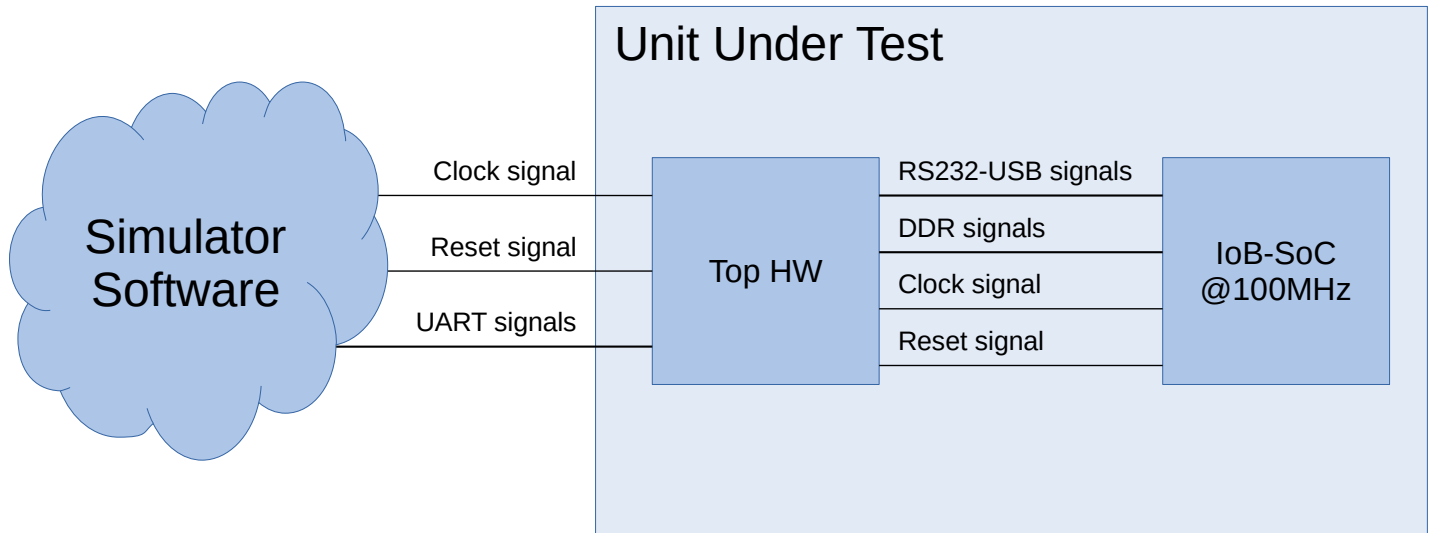 Unit Under Test
Simulator
Software
Clock signal
Reset signal
UART signals
Top HW
RS232-USB signals
DDR signals
Clock signal
Reset signal
IoB-SoC
@100MHz